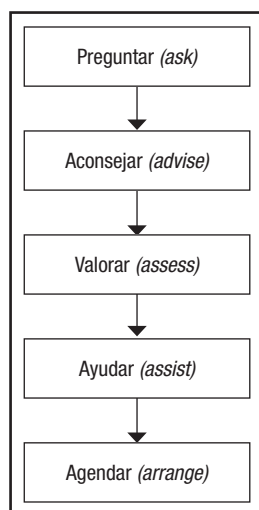 Preguntar (ask)
Aconsejar (advise)
Valorar (assess)
Ayudar (assist)
Agendar (arrange)